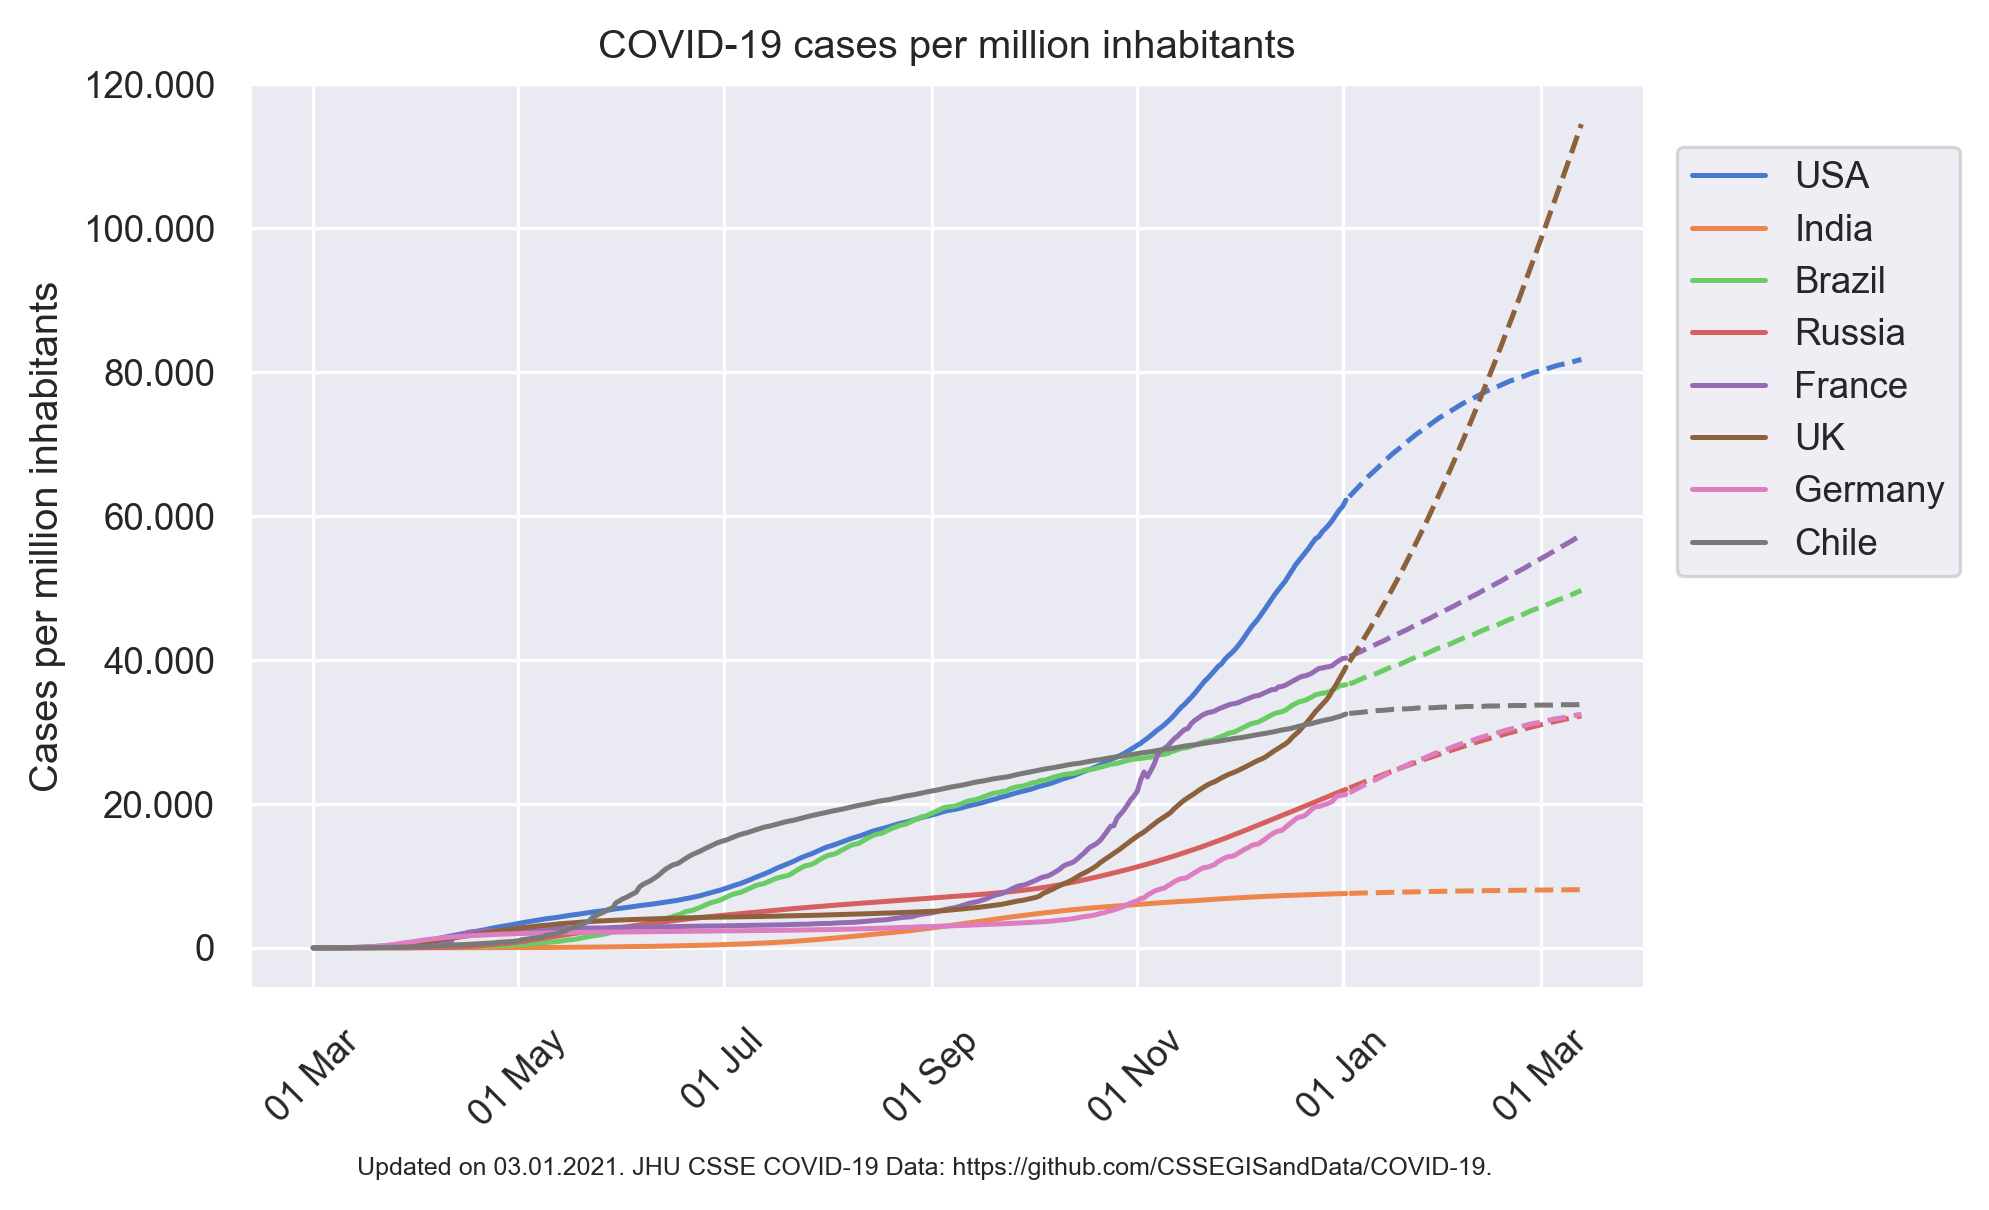 COVID-19 cases per million inhabitants
120.000
100.000
80.000
60.000
40.000
20.000
0
Cases per million inhabitants
01 Mar
01 May
01 Jul
01 Sep
01 Nov
01 Jan
01 Mar
USA
India
Brazil
Russia
France
UK
Germany
Chile
Updated on 03.01.2021. JHU CSSE COVID-19 Data: https://github.com/CSSEGISandData/COVID-19.